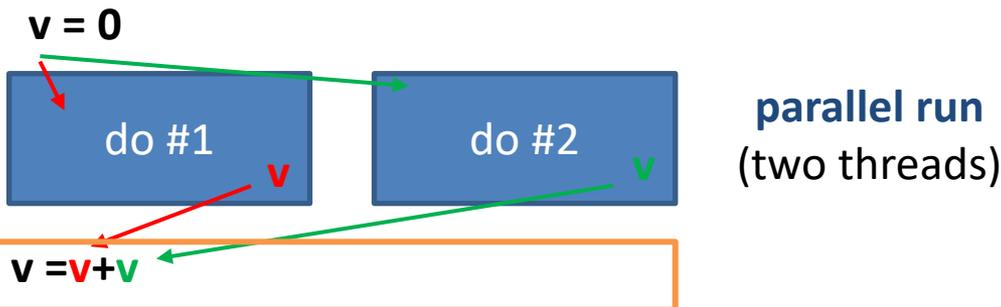 v = 0
do #1
v
do #2
v
parallel run
(two threads)
v =v+v